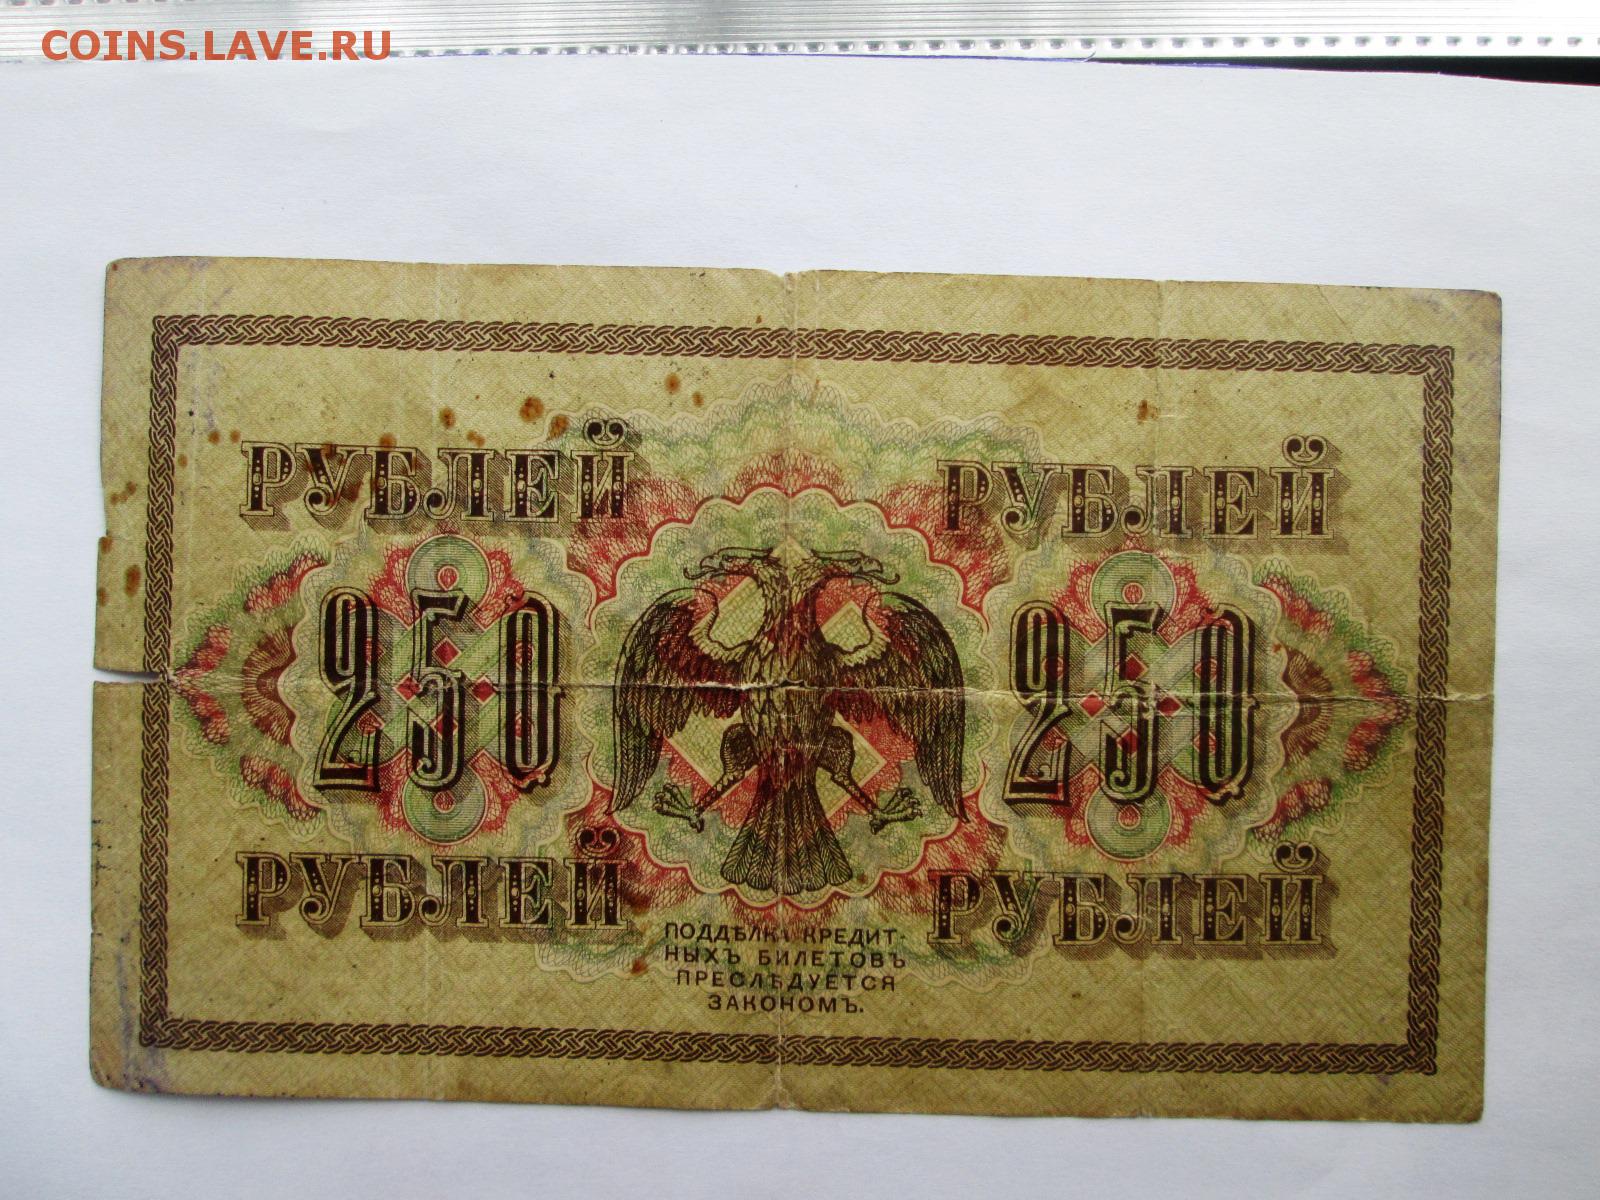 COINS.LAVE.RU
РУБЛЕЙ РУБЛЕЙ
250 250
РУБЛЕЙ РУБЛЕЙ
ПОДДѢЛКА КРЕДИТ-
НЫХЪ БИЛЕТОВЪ
ПРЕСЛѢДУЕТСЯ
ЗАКОНОМЪ.